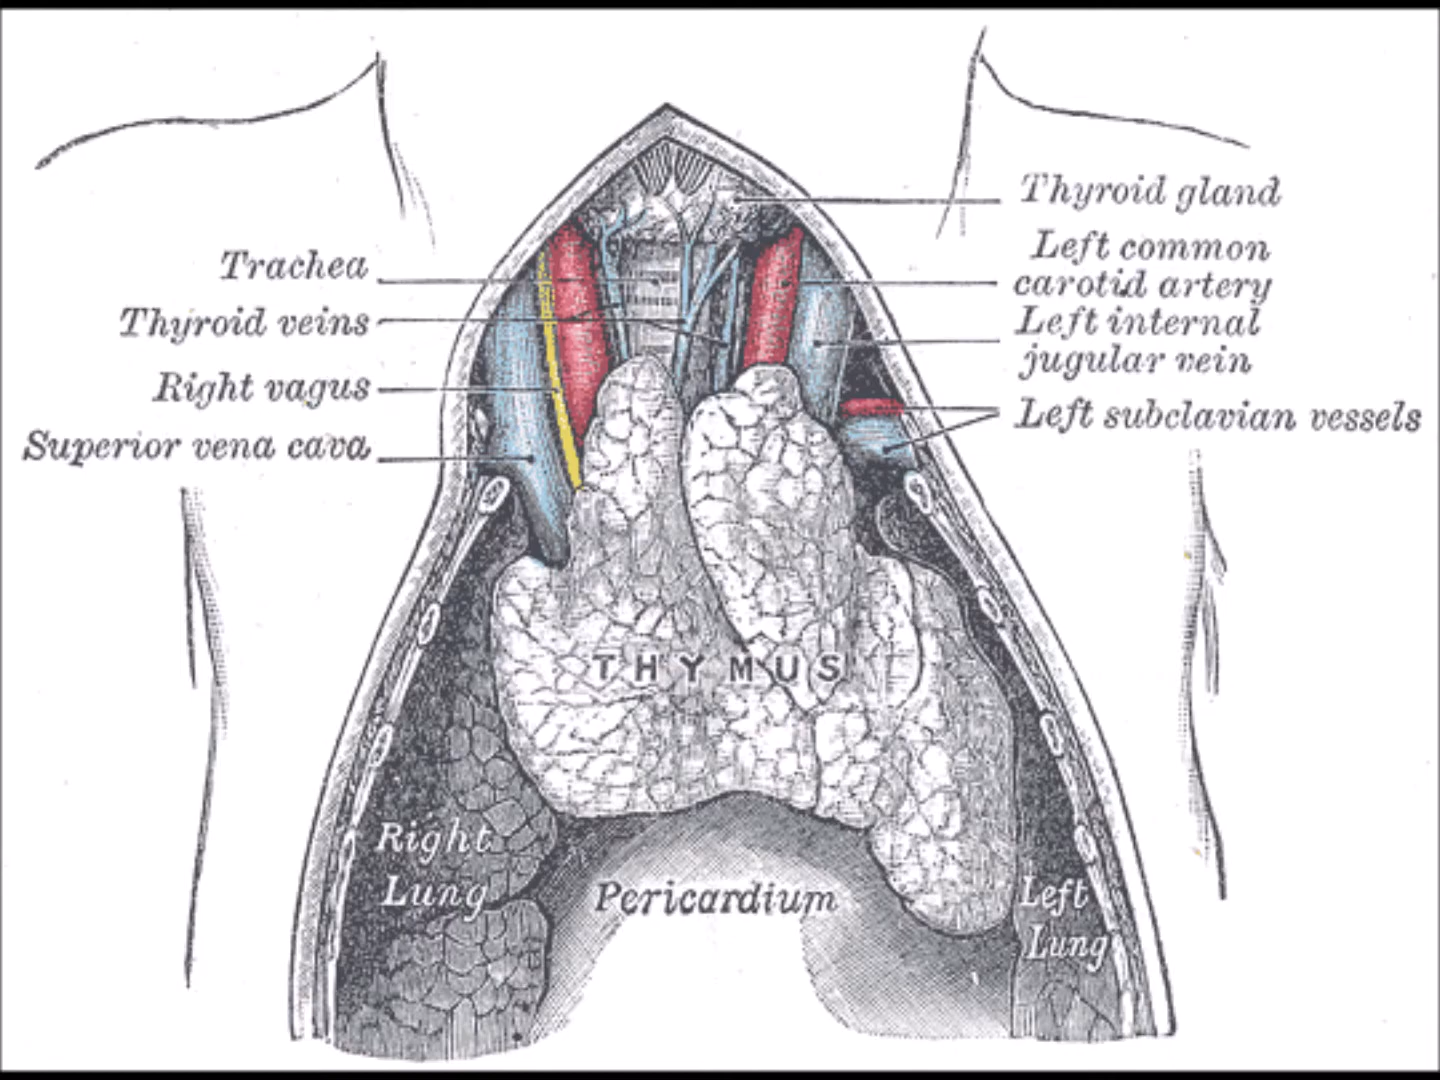 Trachea
Thyroid veins
Right vagus
Superior vena cava
Thyroid gland
Left common
carotid artery
Left internal
jugular vein
Left subclavian vessels
THYMUS
Right
Lung
Pericardium
Left
Lung